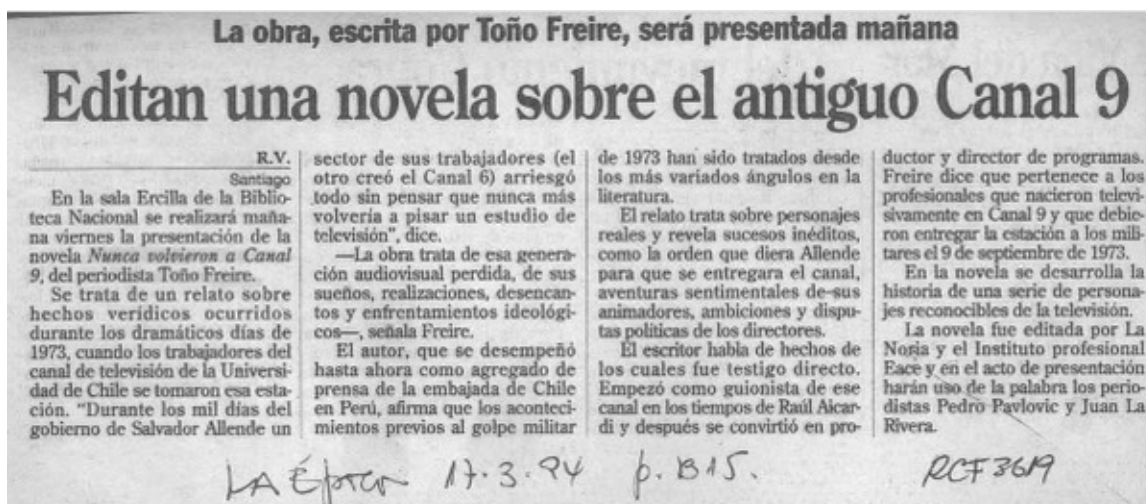 La obra, escrita por Toño Freire, será presentada mañana
Editan una novela sobre el antiguo Canal 9
R.V.
Santiago
En la sala Ercilla de la Biblio-
teca Nacional se realizará maña-
na viernes la presentación de la
novela Nunca volvieron a Canal
9, del periodista Toño Freire.
Se trata de un relato sobre
hechos verídicos ocurridos
durante los dramáticos días de
1973, cuando los trabajadores del
canal de televisión de la Universi-
dad de Chile se tomaron esa esta-
ción. "Durante los mil días del
gobierno de Salvador Allende un
sector de sus trabajadores (el
otro creó el Canal 6) arriesgó
todo sin pensar que nunca más
volvería a pisar un estudio de
televisión", dice.
—La obra trata de esa genera-
ción audiovisual perdida, de sus
sueños, realizaciones, desencan-
tos y enfrentamientos ideológi-
cos—, señala Freire.
El autor, que se desempeñó
hasta ahora como agregado de
prensa de la embajada de Chile
en Perú, afirma que los aconteci-
mientos previos al golpe militar
de 1973 han sido tratados desde
los más variados ángulos en la
literatura.
El relato trata sobre personajes
reales y revela sucesos inéditos,
como la orden que diera Allende
para que se entregara el canal,
aventuras sentimentales de sus
animadores, ambiciones y dispu-
tas políticas de los directores.
El escritor habla de hechos de
los cuales fue testigo directo.
Empezó como guionista de ese
canal en los tiempos de Raúl Aicar-
di y después se convirtió en pro-
ductor y director de programas.
Freire dice que pertenece a los
profesionales que nacieron televi-
sivamente en Canal 9 y que debie-
ron entregar la estación a los mili-
tares el 9 de septiembre de 1973.
En la novela se desarrolla la
historia de una serie de persona-
jes reconocibles de la televisión.
La novela fue editada por La
Noria y el Instituto profesional
Eace y en el acto de presentación
harán uso de la palabra los perio-
distas Pedro Pavlovic y Juan La
Rivera.
LA Época 17.3.94 p. B15. RCF3619